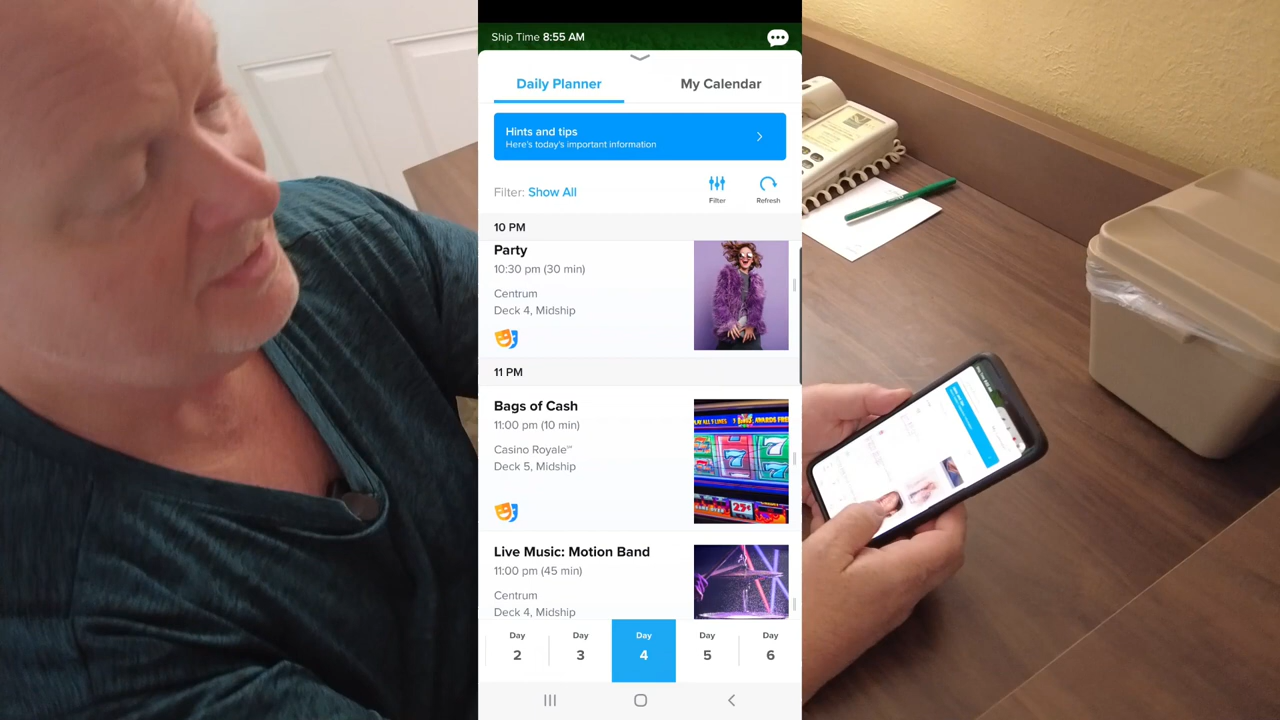 Ship Time 8:55 AM
Daily Planner
My Calendar
Hints and tips
Here's today's important information
Filter: Show All
Filter
Refresh
10 PM
Party
10:30 pm (30 min)
Centrum
Deck 4, Midship
11 PM
Bags of Cash
11:00 pm (10 min)
Casino Royale℠
Deck 5, Midship
Live Music: Motion Band
11:00 pm (45 min)
Centrum
Deck 4, Midship
Day
2
Day
3
Day
4
Day
5
Day
6